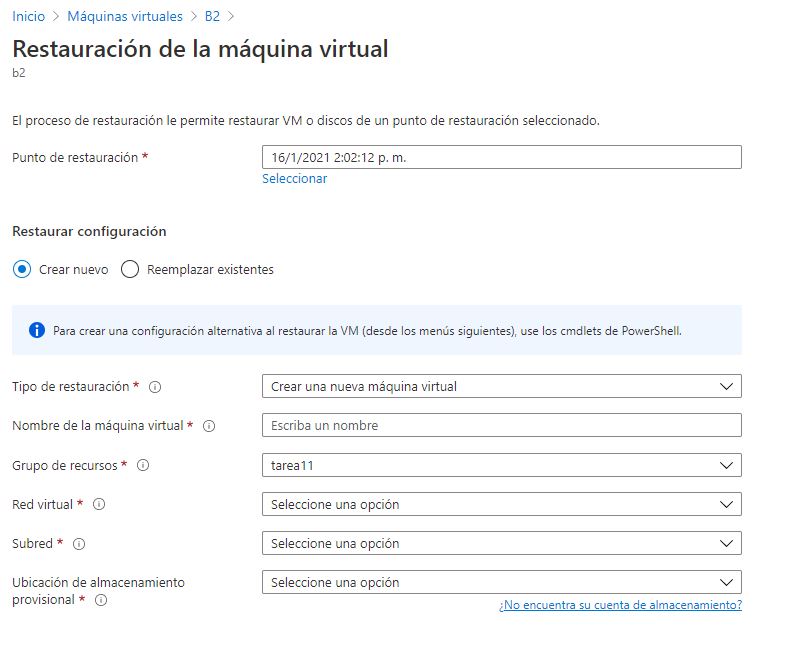 Inicio > Máquinas virtuales > B2 >
Restauración de la máquina virtual
b2
El proceso de restauración le permite restaurar VM o discos de un punto de restauración seleccionado.
Punto de restauración * 16/1/2021 2:02:12 p. m.
Seleccionar
Restaurar configuración
Crear nuevo Reemplazar existentes
Para crear una configuración alternativa al restaurar la VM (desde los menús siguientes), use los cmdlets de PowerShell.
Tipo de restauración * Crear una nueva máquina virtual
Nombre de la máquina virtual * Escriba un nombre
Grupo de recursos * tarea11
Red virtual * Seleccione una opción
Subred * Seleccione una opción
Ubicación de almacenamiento Seleccione una opción
provisional *
¿No encuentra su cuenta de almacenamiento?